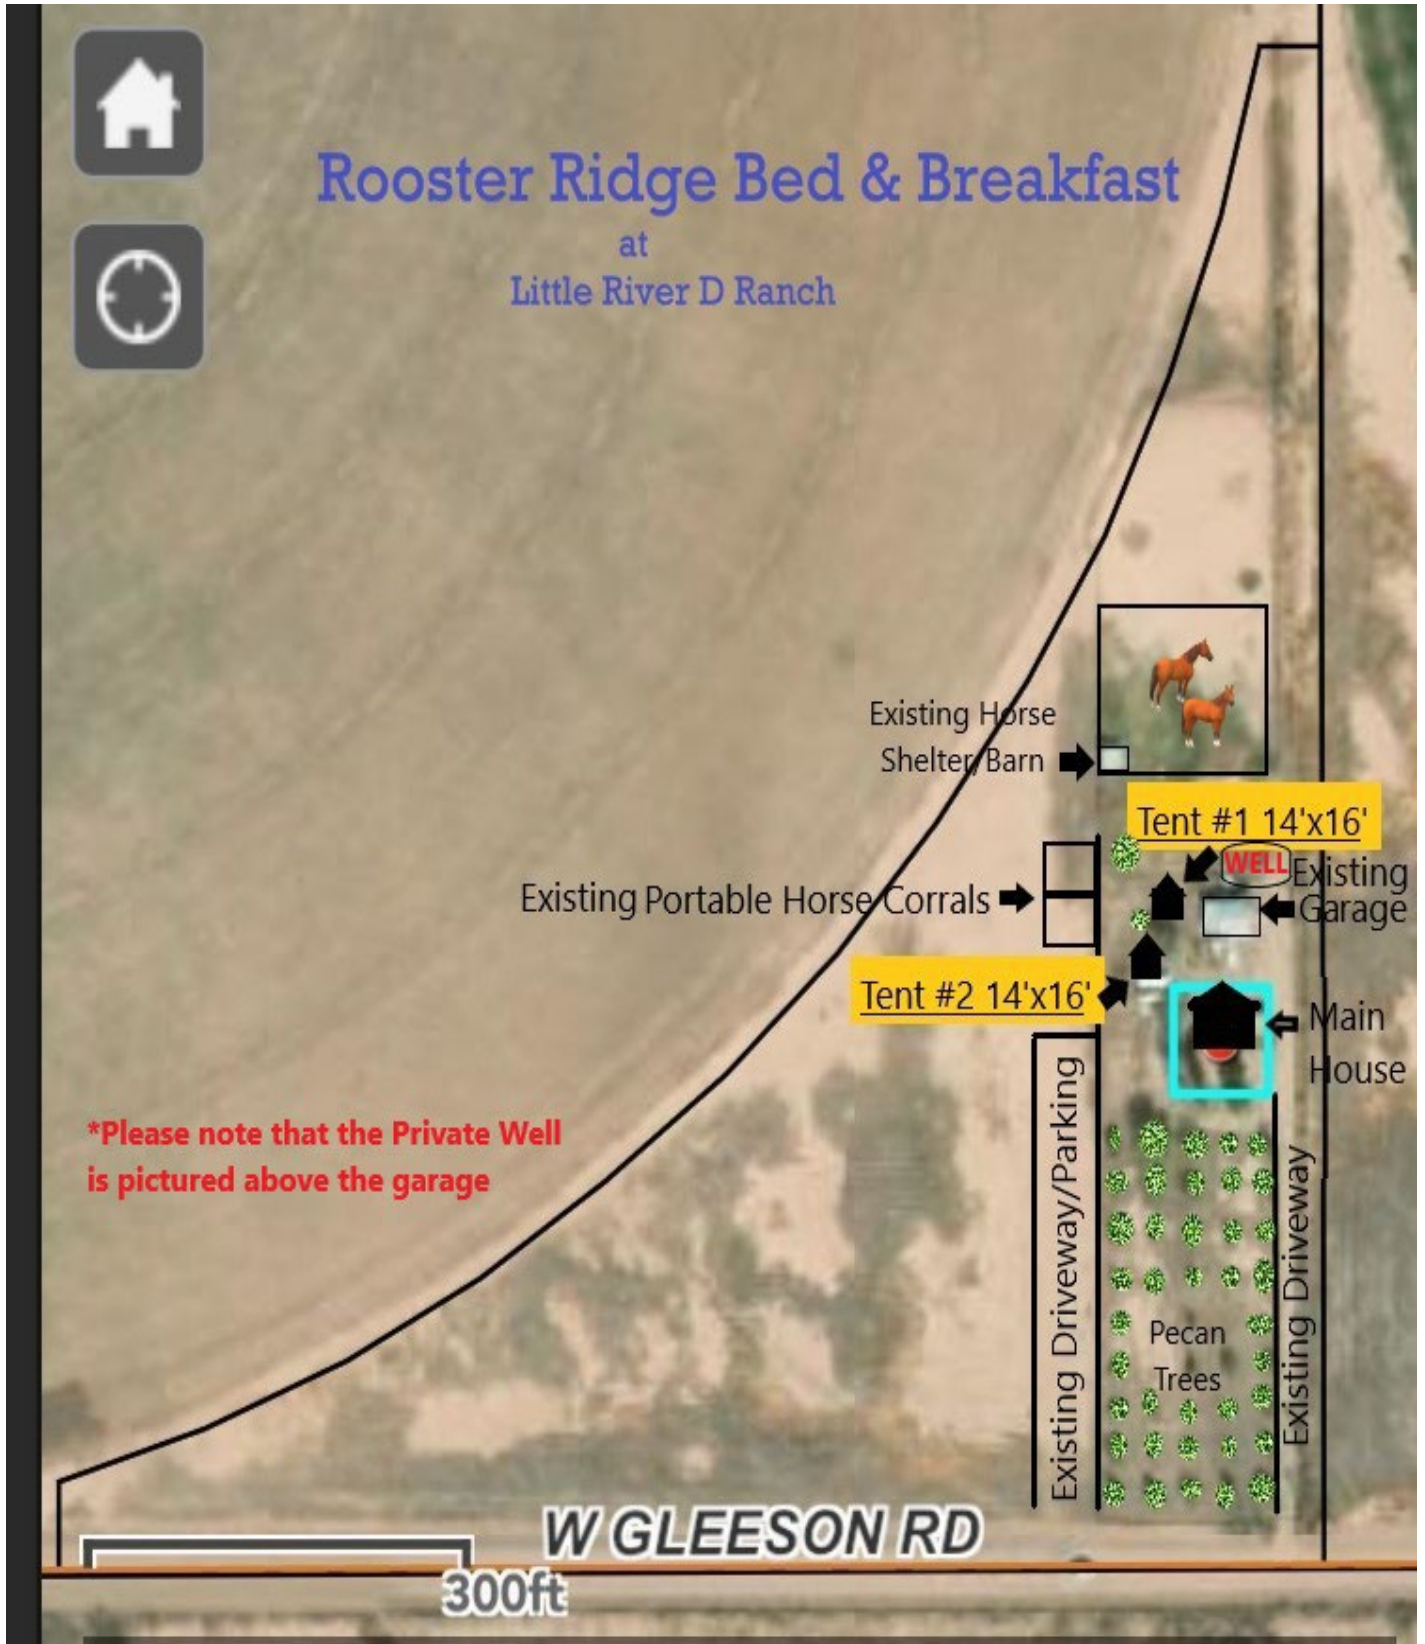 Rooster Ridge Bed & Breakfast
at
Little River D Ranch
Existing Horse
Shelter/Barn
Tent #1 14'x16'
WELL
Existing
Garage
Existing Portable Horse Corrals
Tent #2 14'x16'
Main
House
*Please note that the Private Well
is pictured above the garage
Existing Driveway/Parking
Existing Driveway
Pecan
Trees
W GLEESON RD
300ft